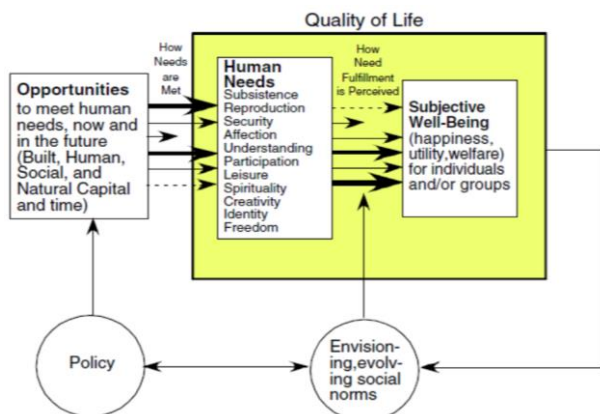 Quality of Life
How
Needs
are
Met
Opportunities
to meet human
needs, now and
in the future
(Built, Human,
Social, and
Natural Capital
and time)
Human
Needs
Subsistence
Reproduction
Security
Affection
Understanding
Participation
Leisure
Spirituality
Creativity
Identity
Freedom
How
Need
Fulfillment
is Perceived
Subjective
Well-Being
(happiness,
utility,welfare)
for individuals
and/or groups
Policy
Envision-
ing,evolv-
ing social
norms